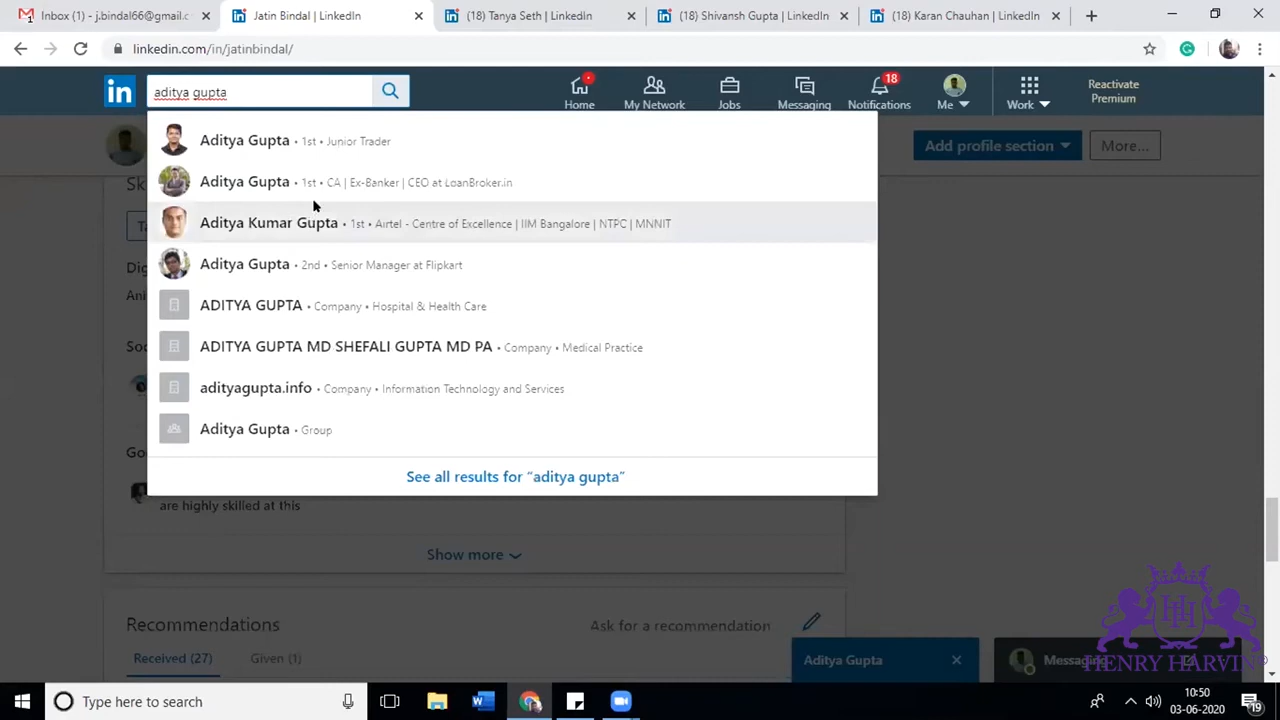 Inbox (1) - j.bindal66@gmail.c
Jatin Bindal | LinkedIn
(18) Tanya Seth | LinkedIn
(18) Shivansh Gupta | LinkedIn
(18) Karan Chauhan | LinkedIn
linkedin.com/in/jatinbindal/
in
aditya gupta
Home
My Network
Jobs
Messaging
18
Notifications
Me
Work
Reactivate
Premium
Add profile section
More...
Aditya Gupta • 1st • Junior Trader
Aditya Gupta • 1st • CA | Ex-Banker | CEO at LoanBroker.in
Aditya Kumar Gupta • 1st • Airtel - Centre of Excellence | IIM Bangalore | NTPC | MNNIT
Aditya Gupta • 2nd • Senior Manager at Flipkart
ADITYA GUPTA • Company • Hospital & Health Care
ADITYA GUPTA MD SHEFALI GUPTA MD PA • Company • Medical Practice
adityagupta.info • Company • Information Technology and Services
Aditya Gupta • Group
See all results for “aditya gupta”
are highly skilled at this
Show more
Recommendations
Ask for a recommendation
Received (27)
Given (1)
Aditya Gupta
Messaging
HENRY HARVIN®
Type here to search
10:50
03-06-2020
19